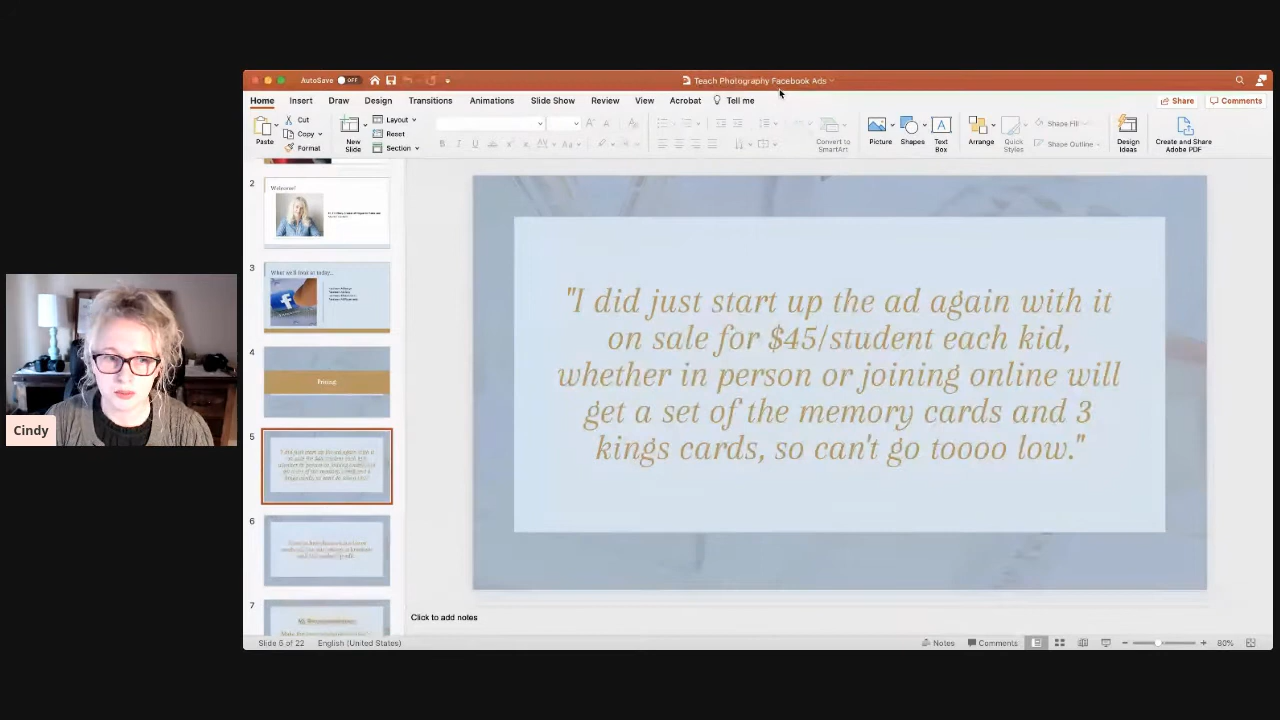 AutoSave OFF
Teach Photography Facebook Ads
Home Insert Draw Design Transitions Animations Slide Show Review View Acrobat Tell me
Share Comments
Paste
Cut
Copy
Format
New Slide
Layout
Reset
Section
Convert to SmartArt
Picture
Shapes
Text Box
Arrange
Quick Styles
Shape Fill
Shape Outline
Design Ideas
Create and Share Adobe PDF
2
Welcome!
3
What we'll chat about today...
4
Pricing
5
6
7
"I did just start up the ad again with it
on sale for $45/student each kid,
whether in person or joining online will
get a set of the memory cards and 3
kings cards, so can't go toooo low."
Cindy
Click to add notes
English (United States)
Notes
Comments
80%